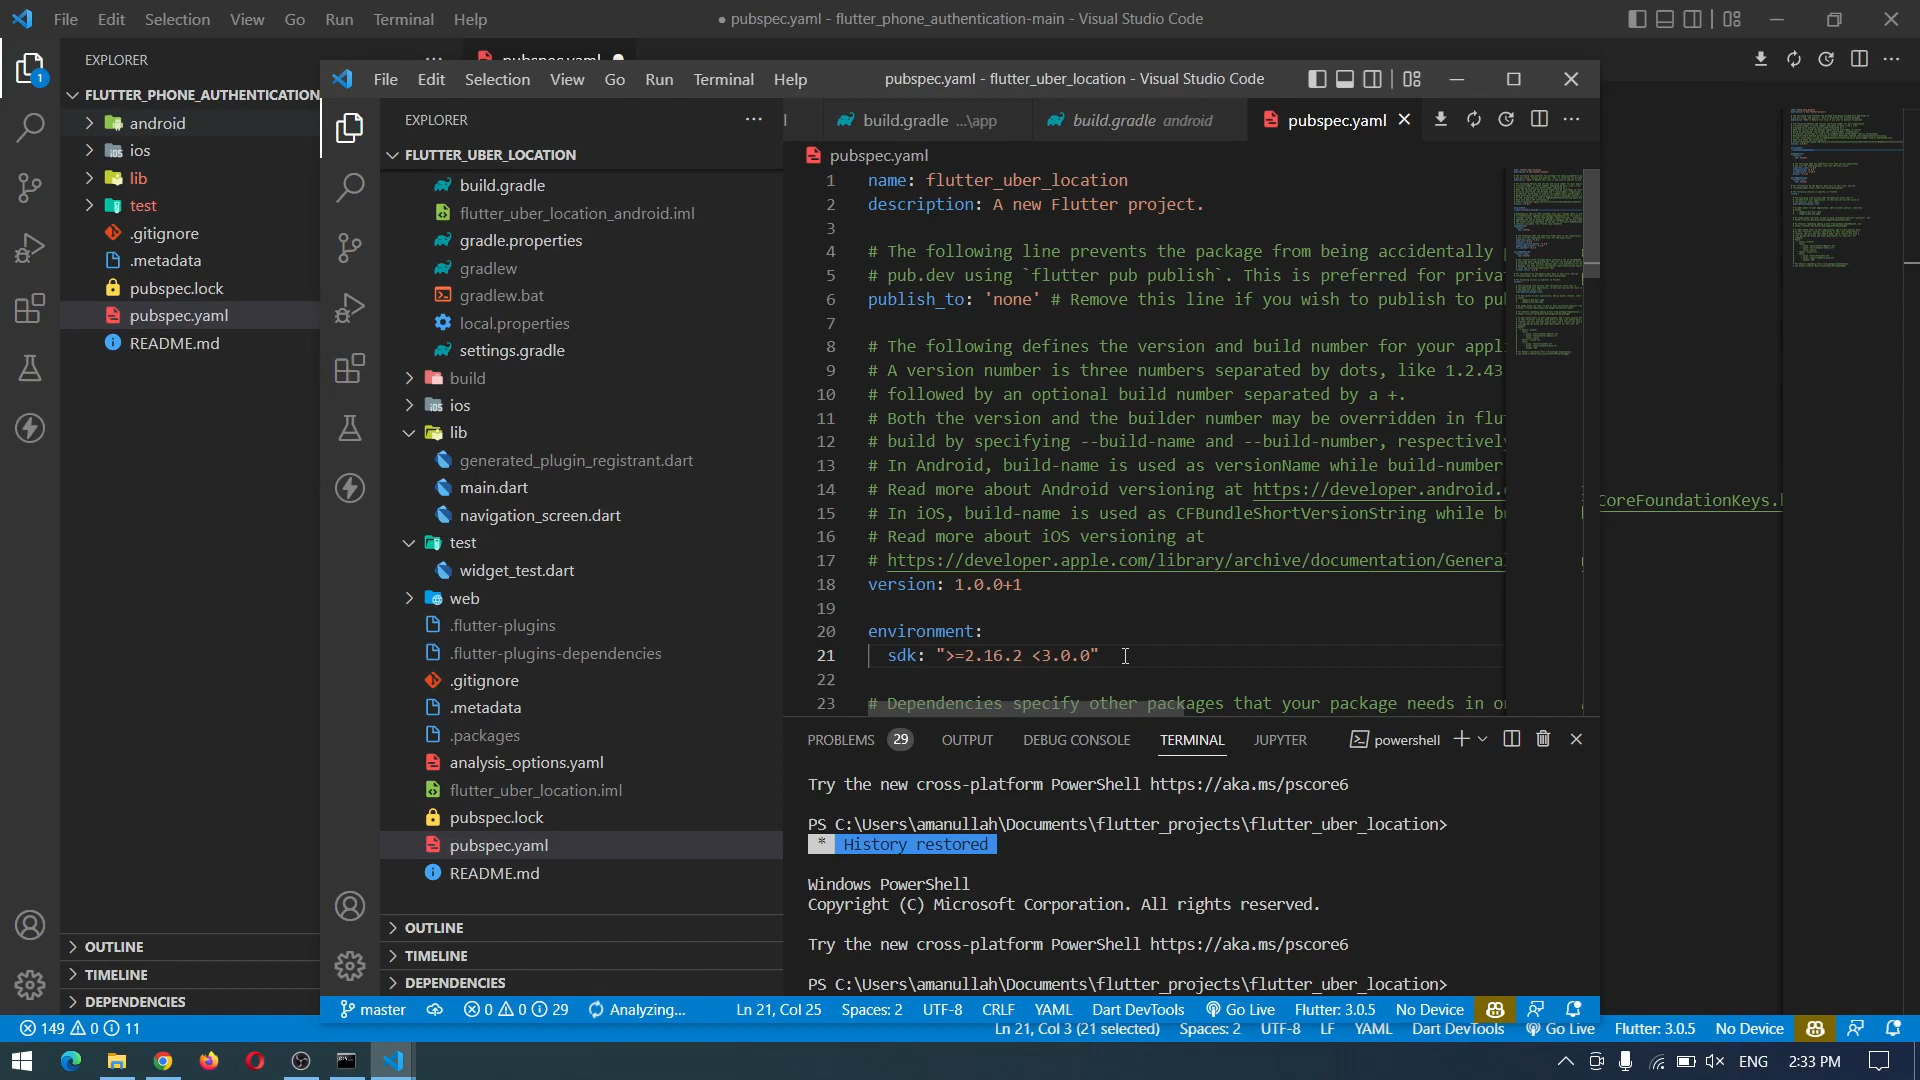 File Edit Selection View Go Run Terminal Help
● pubspec.yaml - flutter_phone_authentication-main - Visual Studio Code
EXPLORER
pubspec.yaml
FLUTTER_PHONE_AUTHENTICATION
android
ios
lib
test
.gitignore
.metadata
pubspec.lock
pubspec.yaml
README.md
OUTLINE
TIMELINE
DEPENDENCIES
1
File Edit Selection View Go Run Terminal Help
pubspec.yaml - flutter_uber_location - Visual Studio Code
EXPLORER
FLUTTER_UBER_LOCATION
build.gradle
flutter_uber_location_android.iml
gradle.properties
gradlew
gradlew.bat
local.properties
settings.gradle
build
ios
lib
generated_plugin_registrant.dart
main.dart
navigation_screen.dart
test
widget_test.dart
web
.flutter-plugins
.flutter-plugins-dependencies
.gitignore
.metadata
.packages
analysis_options.yaml
flutter_uber_location.iml
pubspec.lock
pubspec.yaml
README.md
OUTLINE
TIMELINE
DEPENDENCIES
build.gradle ...\app
build.gradle android
pubspec.yaml
pubspec.yaml
1 name: flutter_uber_location
2 description: A new Flutter project.
3
4 # The following line prevents the package from being accidentally p
5 # pub.dev using `flutter pub publish`. This is preferred for privat
6 publish_to: 'none' # Remove this line if you wish to publish to pu
7
8 # The following defines the version and build number for your appli
9 # A version number is three numbers separated by dots, like 1.2.43
10 # followed by an optional build number separated by a +.
11 # Both the version and the builder number may be overridden in flu
12 # build by specifying --build-name and --build-number, respectively
13 # In Android, build-name is used as versionName while build-number
14 # Read more about Android versioning at https://developer.android.
15 # In iOS, build-name is used as CFBundleShortVersionString while b
16 # Read more about iOS versioning at
17 # https://developer.apple.com/library/archive/documentation/Genera
18 version: 1.0.0+1
19
20 environment:
21 sdk: ">=2.16.2 <3.0.0"
22
23 # Dependencies specify other packages that your package needs in o
CoreFoundationKeys.h
PROBLEMS 29 OUTPUT DEBUG CONSOLE TERMINAL JUPYTER powershell
Try the new cross-platform PowerShell https://aka.ms/pscore6
PS C:\Users\amanullah\Documents\flutter_projects\flutter_uber_location>
* History restored
Windows PowerShell
Copyright (C) Microsoft Corporation. All rights reserved.
Try the new cross-platform PowerShell https://aka.ms/pscore6
PS C:\Users\amanullah\Documents\flutter_projects\flutter_uber_location>
master 0 0 29 Analyzing... Ln 21, Col 25 Spaces: 2 UTF-8 CRLF YAML Dart DevTools Go Live Flutter: 3.0.5 No Device
149 0 11 Ln 21, Col 3 (21 selected) Spaces: 2 UTF-8 LF YAML Dart DevTools Go Live Flutter: 3.0.5 No Device
ENG 2:33 PM